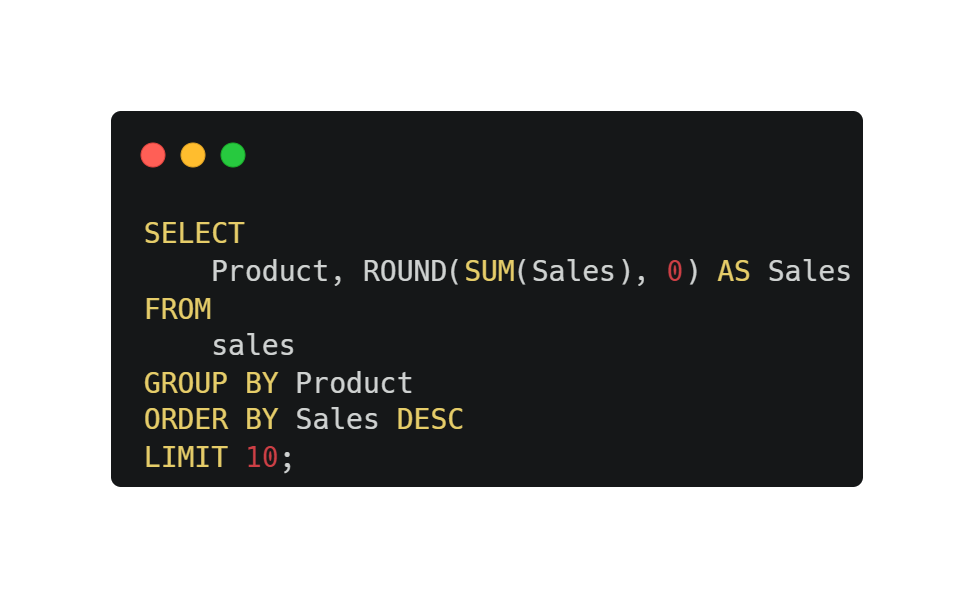 SELECT
    Product, ROUND(SUM(Sales), 0) AS Sales
FROM
    sales
GROUP BY Product
ORDER BY Sales DESC
LIMIT 10;